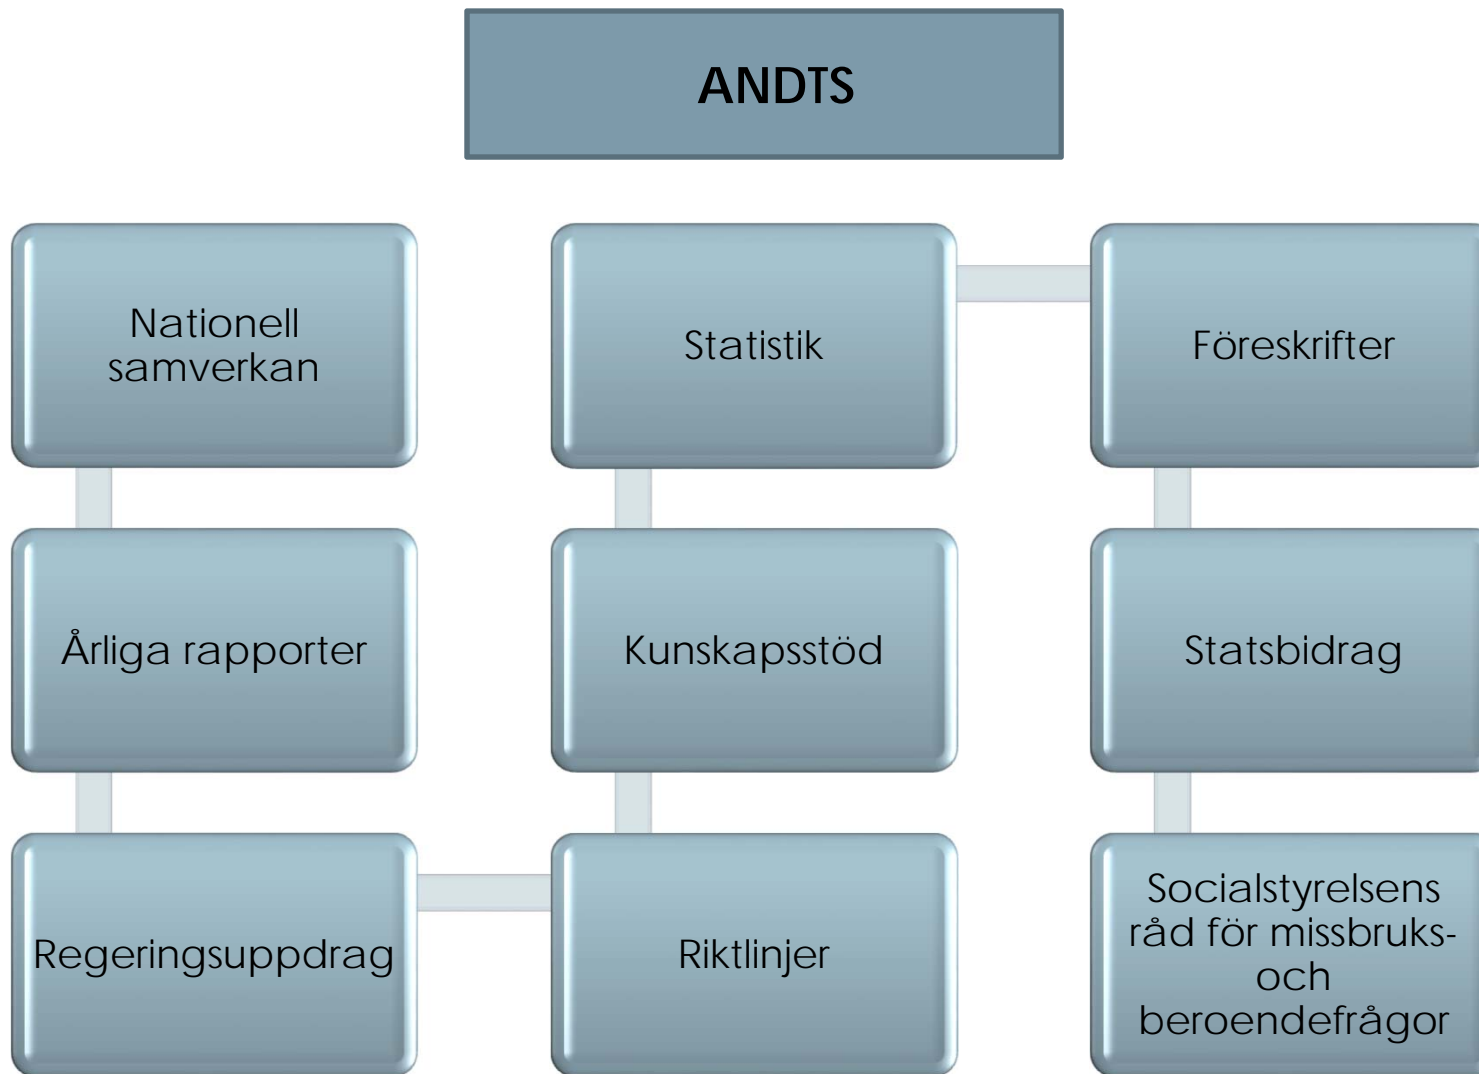 ANDTS
Nationell
samverkan
Årliga rapporter
Regeringsuppdrag
Riktlinjer
Kunskapsstöd
Statistik
Föreskrifter
Statsbidrag
Socialstyrelsens
råd för missbruks-
och
beroendefrågor